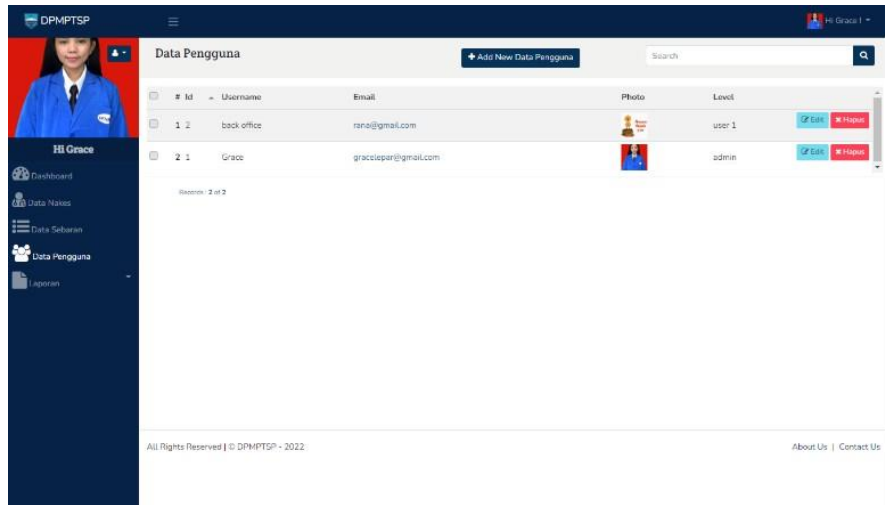 DPMPTSP
Hi Grace !
Data Pengguna
+ Add New Data Pengguna
Search
# Id Username Email Photo Level
1 2 back office rano@gmail.com user 1 Edit Hapus
2 1 Grace gracelepar@gmail.com admin Edit Hapus
Records : 2 of 2
Hi Grace
Dashboard
Data Nakes
Data Sebaran
Data Pengguna
Laporan
All Rights Reserved | © DPMPTSP - 2022
About Us | Contact Us